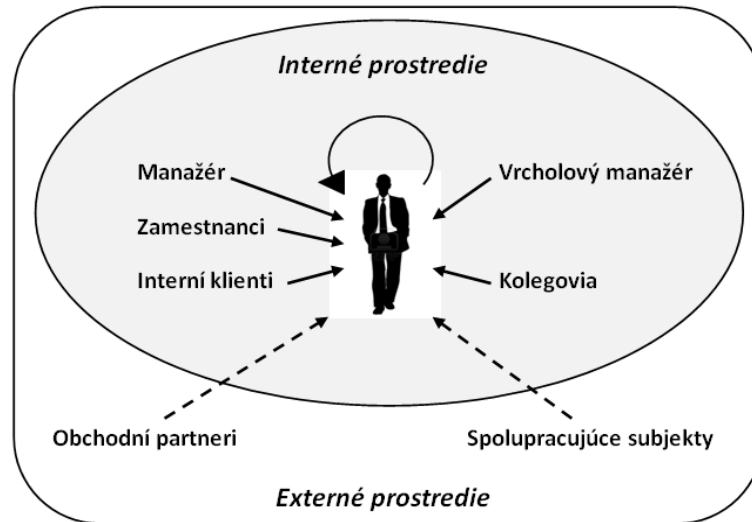 Interné prostredie
Manažér
Vrcholový manažér
Zamestnanci
Interní klienti
Kolegovia
Obchodní partneri
Spolupracujúce subjekty
Externé prostredie